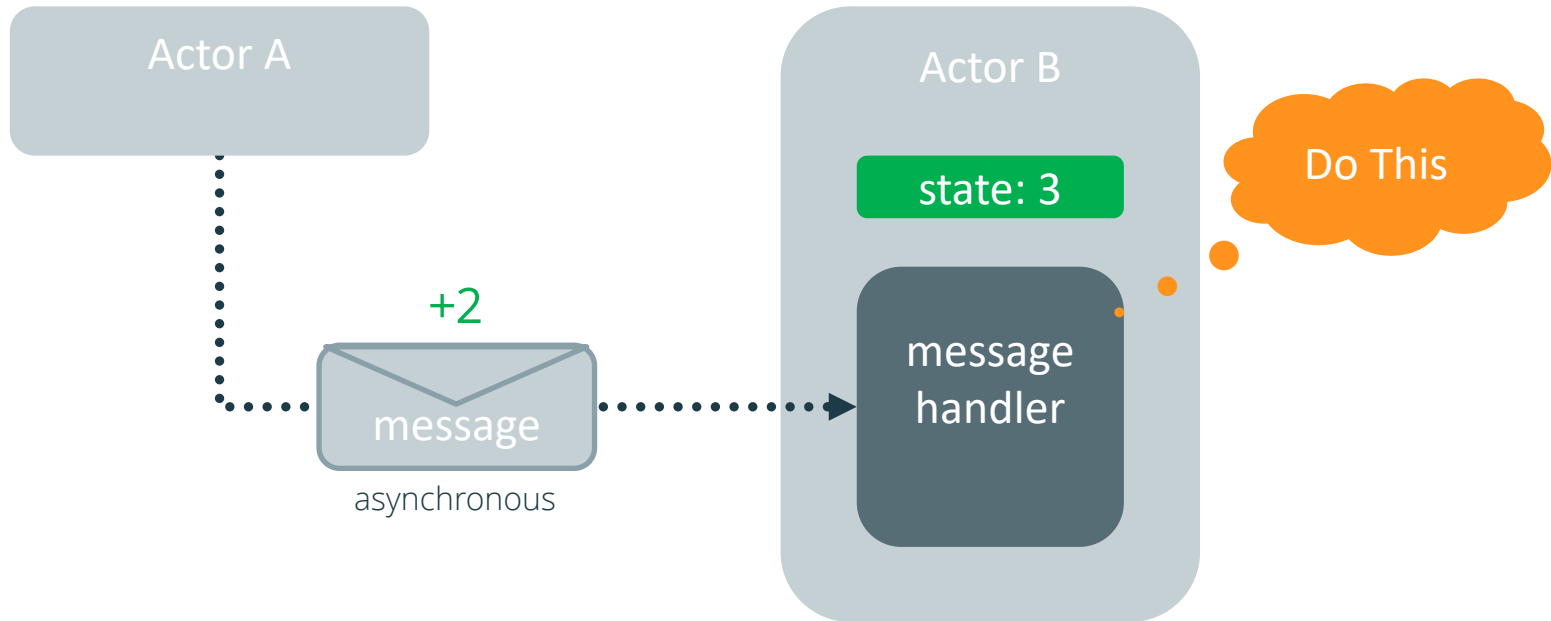 Actor A
Actor B
Do This
state: 3
+2
message
handler
message
asynchronous